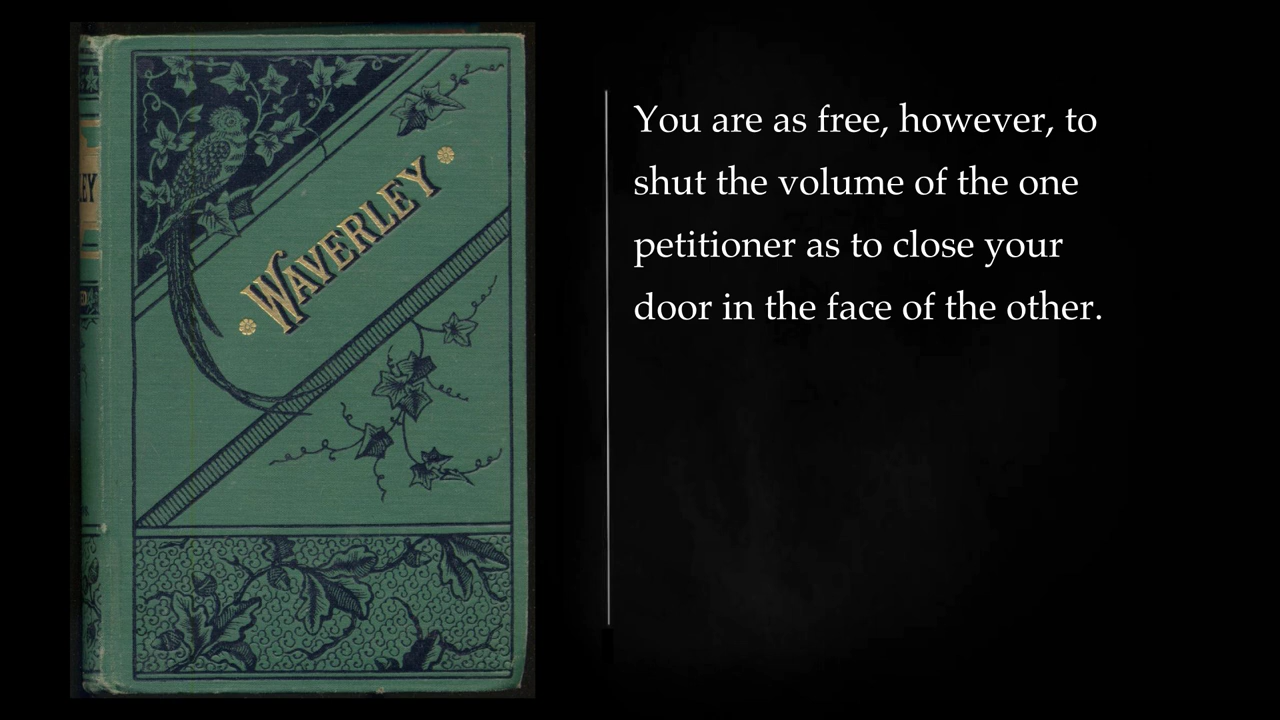 WAVERLEY
You are as free, however, to
shut the volume of the one
petitioner as to close your
door in the face of the other.